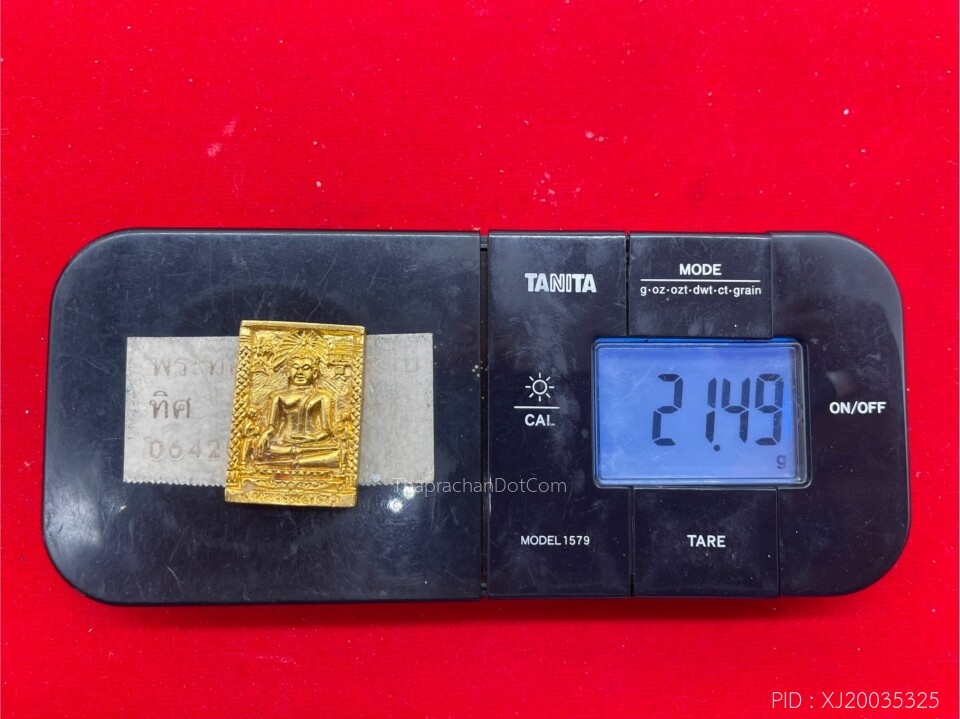 TANITA
MODE
g·oz·ozt·dwt·ct·grain
21.49
g
CAL
ON/OFF
MODEL 1579
TARE
ทิศ
0642
ThaprachanDotCom
PID : XJ20035325